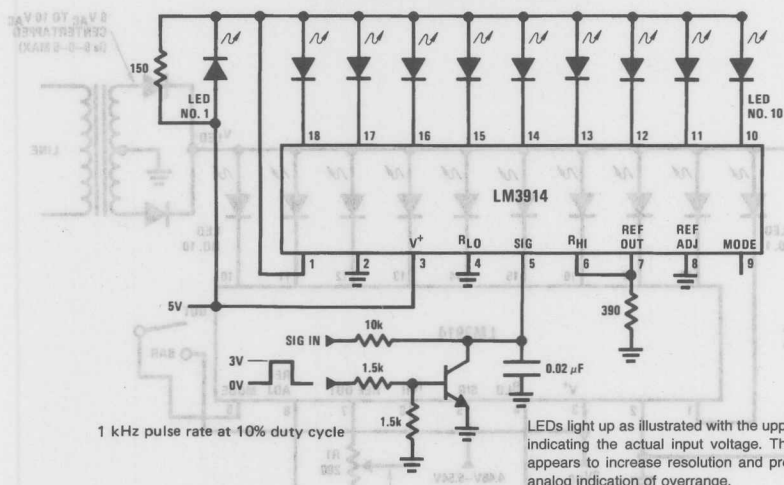 150
LED
NO. 1
LED
NO. 10
18 17 16 15 14 13 12 11 10
LM3914
V+ RLO SIG RHI REF OUT REF ADJ MODE
1 2 3 4 5 6 7 8 9
5V
390
SIG IN
10k
3V
0V
1.5k
0.02 μF
1.5k
1 kHz pulse rate at 10% duty cycle
LEDs light up as illustrated with the upp
indicating the actual input voltage. Th
appears to increase resolution and pr
analog indication of overrange.